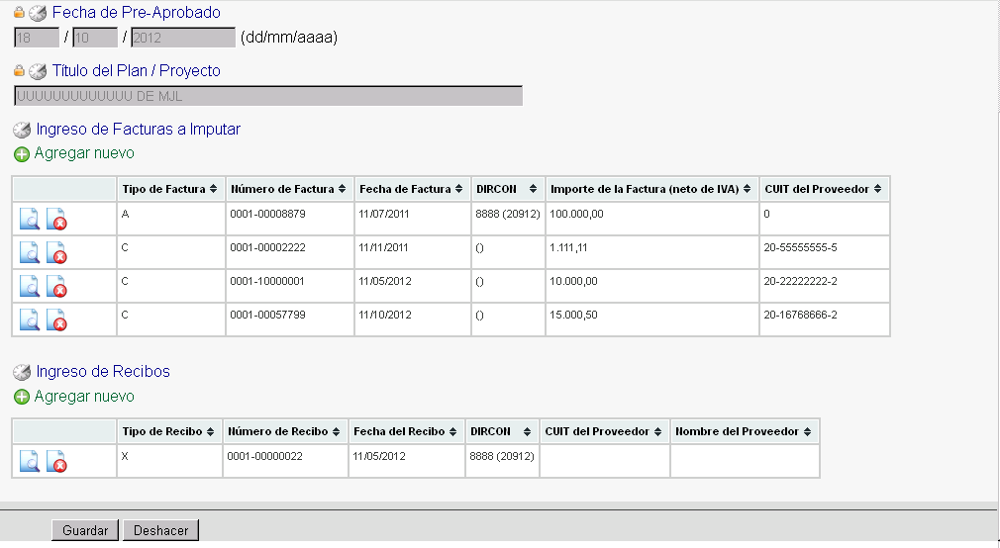 Fecha de Pre-Aprobado
18 / 10 / 2012 (dd/mm/aaaa)
Título del Plan / Proyecto
UUUUUUUUUUUUU DE MJL
Ingreso de Facturas a Imputar
Agregar nuevo
Tipo de Factura Número de Factura Fecha de Factura DIRCON Importe de la Factura (neto de IVA) CUIT del Proveedor
A 0001-00008879 11/07/2011 8888 (20912) 100.000,00 0
C 0001-00002222 11/11/2011 () 1.111,11 20-55555555-5
C 0001-10000001 11/05/2012 () 10.000,00 20-22222222-2
C 0001-00057799 11/10/2012 () 15.000,50 20-16768666-2
Ingreso de Recibos
Agregar nuevo
Tipo de Recibo Número de Recibo Fecha del Recibo DIRCON CUIT del Proveedor Nombre del Proveedor
X 0001-00000022 11/05/2012 8888 (20912)
Guardar Deshacer